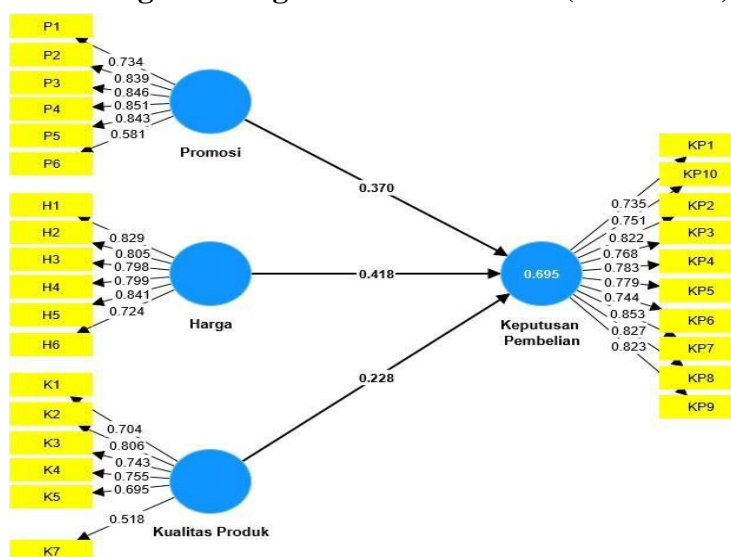 P1
P2
P3
P4
P5
P6
0.734
0.839
0.846
0.851
0.843
0.581
Promosi
H1
H2
H3
H4
H5
H6
0.829
0.805
0.798
0.799
0.841
0.724
Harga
K1
K2
K3
K4
K5
K7
0.704
0.806
0.743
0.755
0.695
0.518
Kualitas Produk
0.370
0.418
0.228
0.695
Keputusan
Pembelian
0.735
0.751
0.822
0.768
0.783
0.779
0.744
0.853
0.827
0.823
KP1
KP10
KP2
KP3
KP4
KP5
KP6
KP7
KP8
KP9